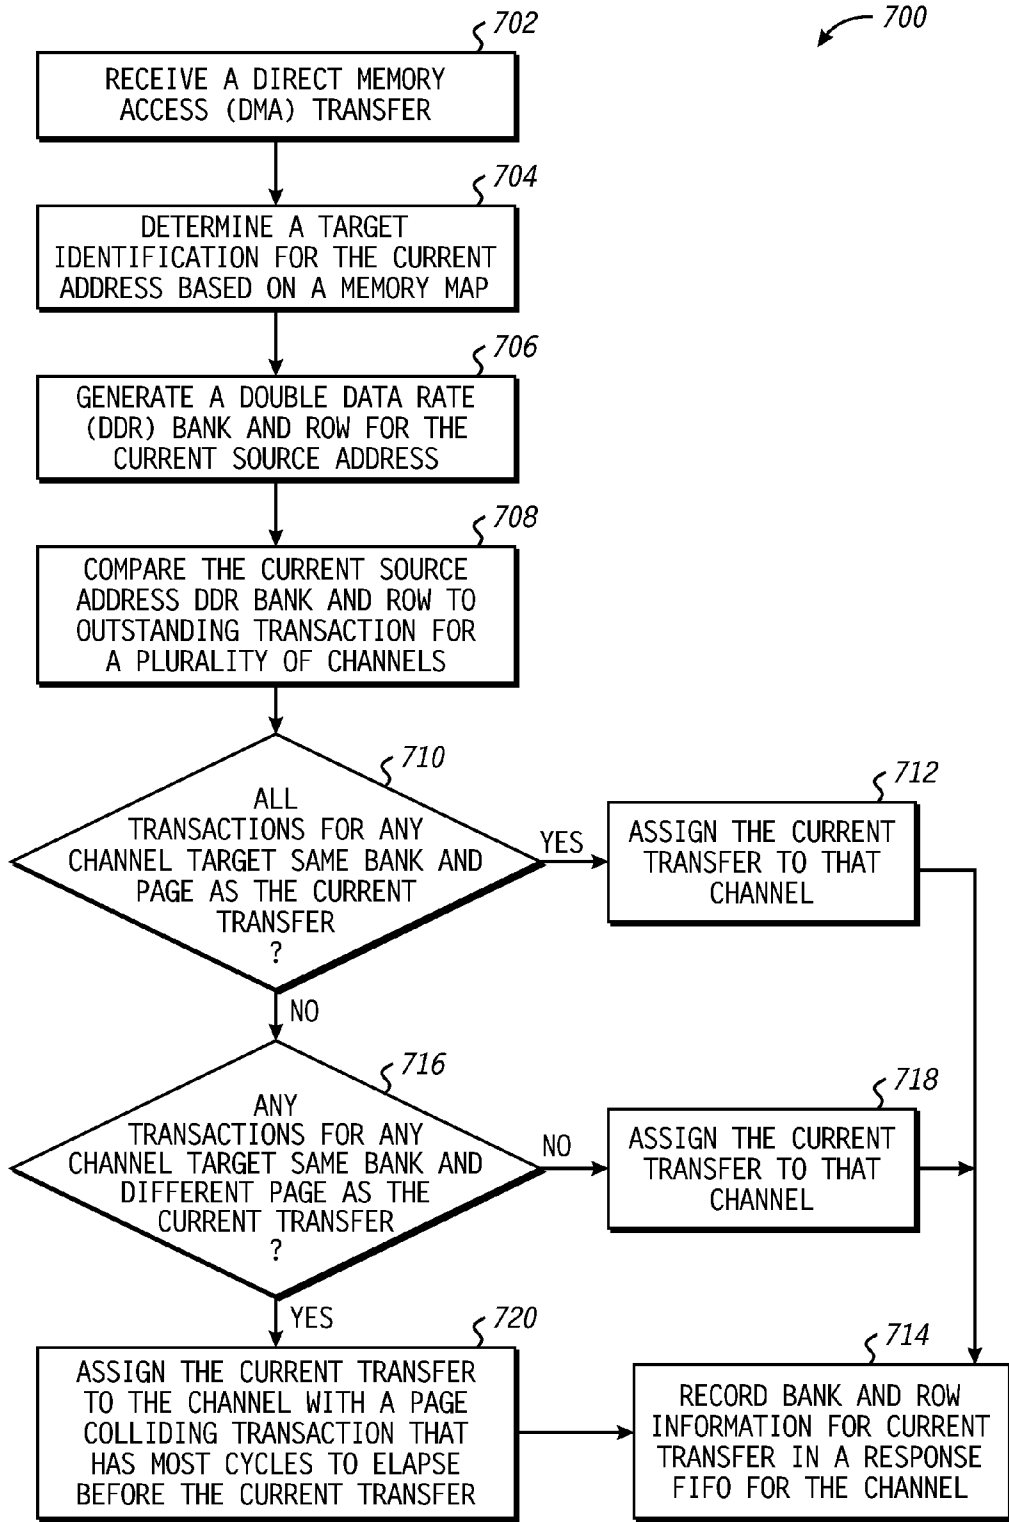 700
702
RECEIVE A DIRECT MEMORY
ACCESS (DMA) TRANSFER
704
DETERMINE A TARGET
IDENTIFICATION FOR THE CURRENT
ADDRESS BASED ON A MEMORY MAP
706
GENERATE A DOUBLE DATA RATE
(DDR) BANK AND ROW FOR THE
CURRENT SOURCE ADDRESS
708
COMPARE THE CURRENT SOURCE
ADDRESS DDR BANK AND ROW TO
OUTSTANDING TRANSACTION FOR
A PLURALITY OF CHANNELS
710
ALL
TRANSACTIONS FOR ANY
CHANNEL TARGET SAME BANK AND
PAGE AS THE CURRENT
TRANSFER
?
YES
712
ASSIGN THE CURRENT
TRANSFER TO THAT
CHANNEL
NO
716
ANY
TRANSACTIONS FOR ANY
CHANNEL TARGET SAME BANK AND
DIFFERENT PAGE AS THE
CURRENT TRANSFER
?
NO
718
ASSIGN THE CURRENT
TRANSFER TO THAT
CHANNEL
YES
720
ASSIGN THE CURRENT TRANSFER
TO THE CHANNEL WITH A PAGE
COLLIDING TRANSACTION THAT
HAS MOST CYCLES TO ELAPSE
BEFORE THE CURRENT TRANSFER
714
RECORD BANK AND ROW
INFORMATION FOR CURRENT
TRANSFER IN A RESPONSE
FIFO FOR THE CHANNEL